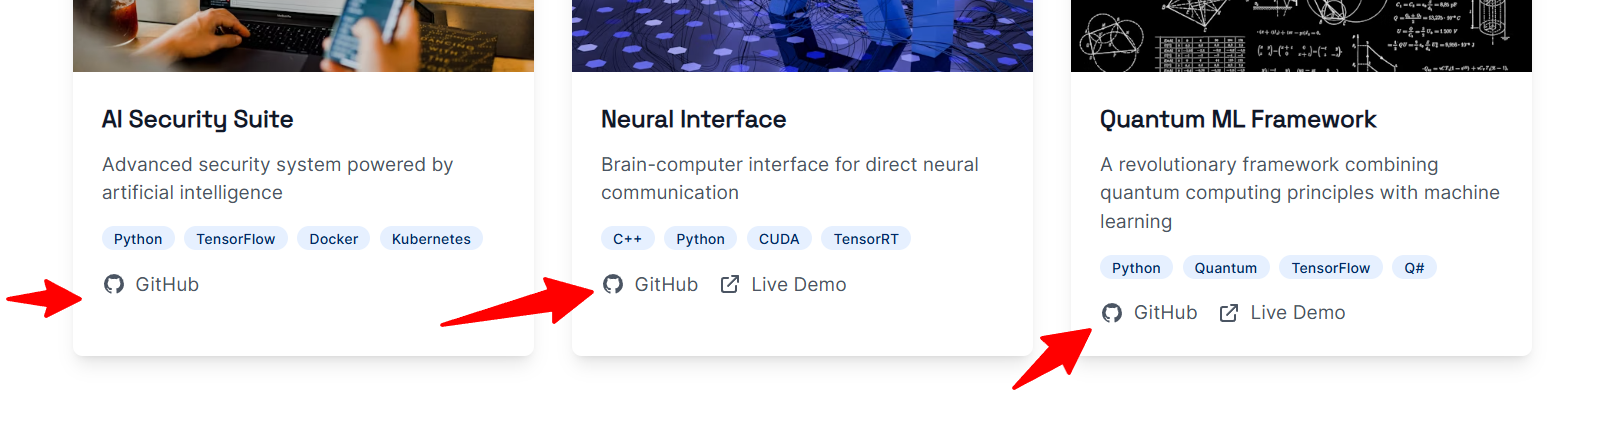 AI Security Suite
Advanced security system powered by
artificial intelligence
Python TensorFlow Docker Kubernetes
GitHub
Neural Interface
Brain-computer interface for direct neural
communication
C++ Python CUDA TensorRT
GitHub Live Demo
Quantum ML Framework
A revolutionary framework combining
quantum computing principles with machine
learning
Python Quantum TensorFlow Q#
GitHub Live Demo